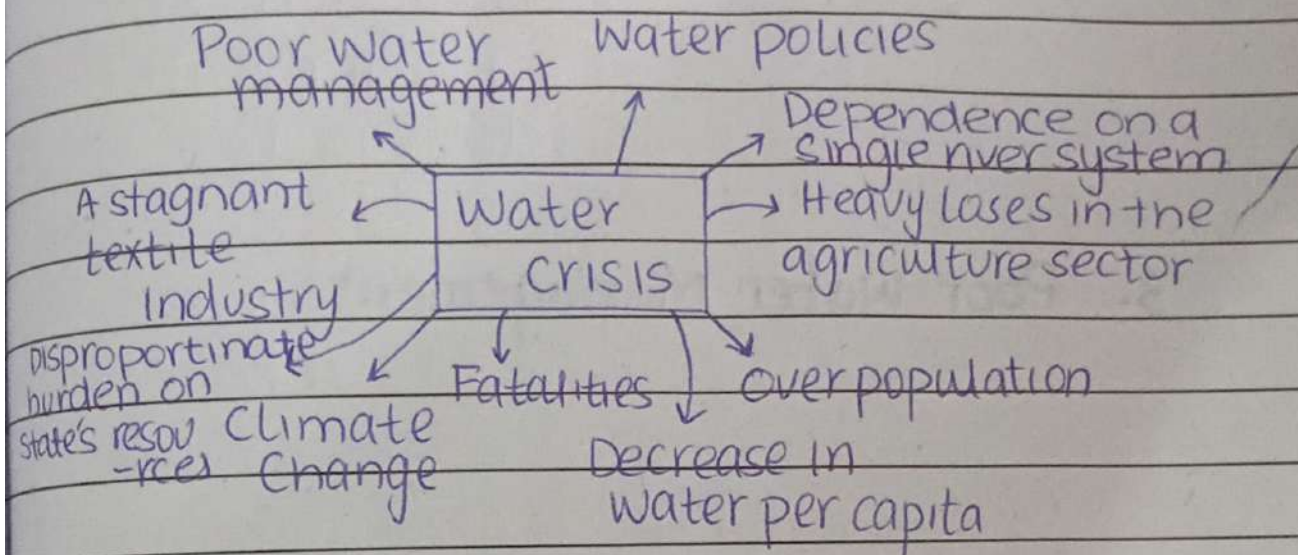 Poor Water
management
Water policies
Dependence on a
single river system
A stagnant
textile
Industry
Water
crisis
Heavy loses in the
agriculture sector
Disproportinate
burden on
state's resou
-rces
Climate
Change
Fatalities
Decrease in
Water per capita
Over population